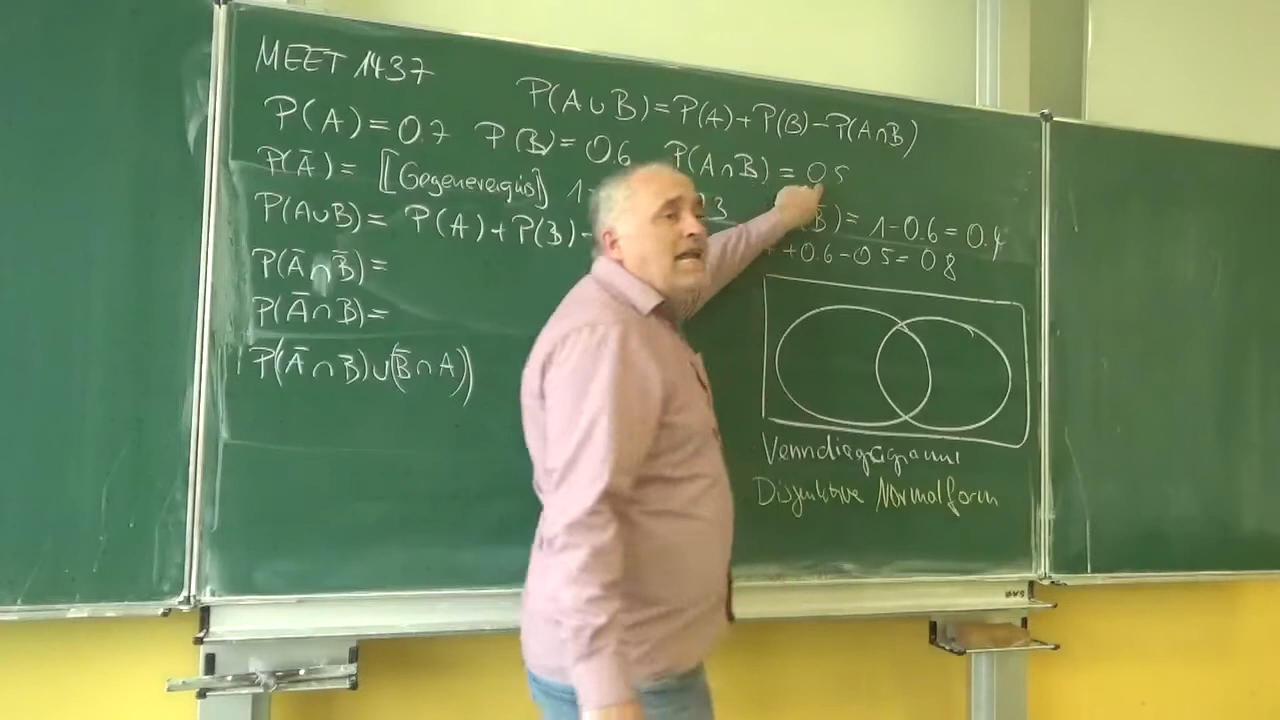 MEET 1437
P(A∪B) = P(A) + P(B) - P(A∩B)
P(A) = 0.7 P(B) = 0.6 P(A∩B) = 0.5
P(Ā) = [Gegenereignis] 1- 3 B̄) = 1-0.6 = 0.4
P(A∪B) = P(A) + P(B) - +0.6-0.5 = 0.8
P(Ā∩B̄) =
P(Ā∩B) =
P(Ā∩B)∪(B̄∩A))
Venndiagramm
Disjunktive Normalform